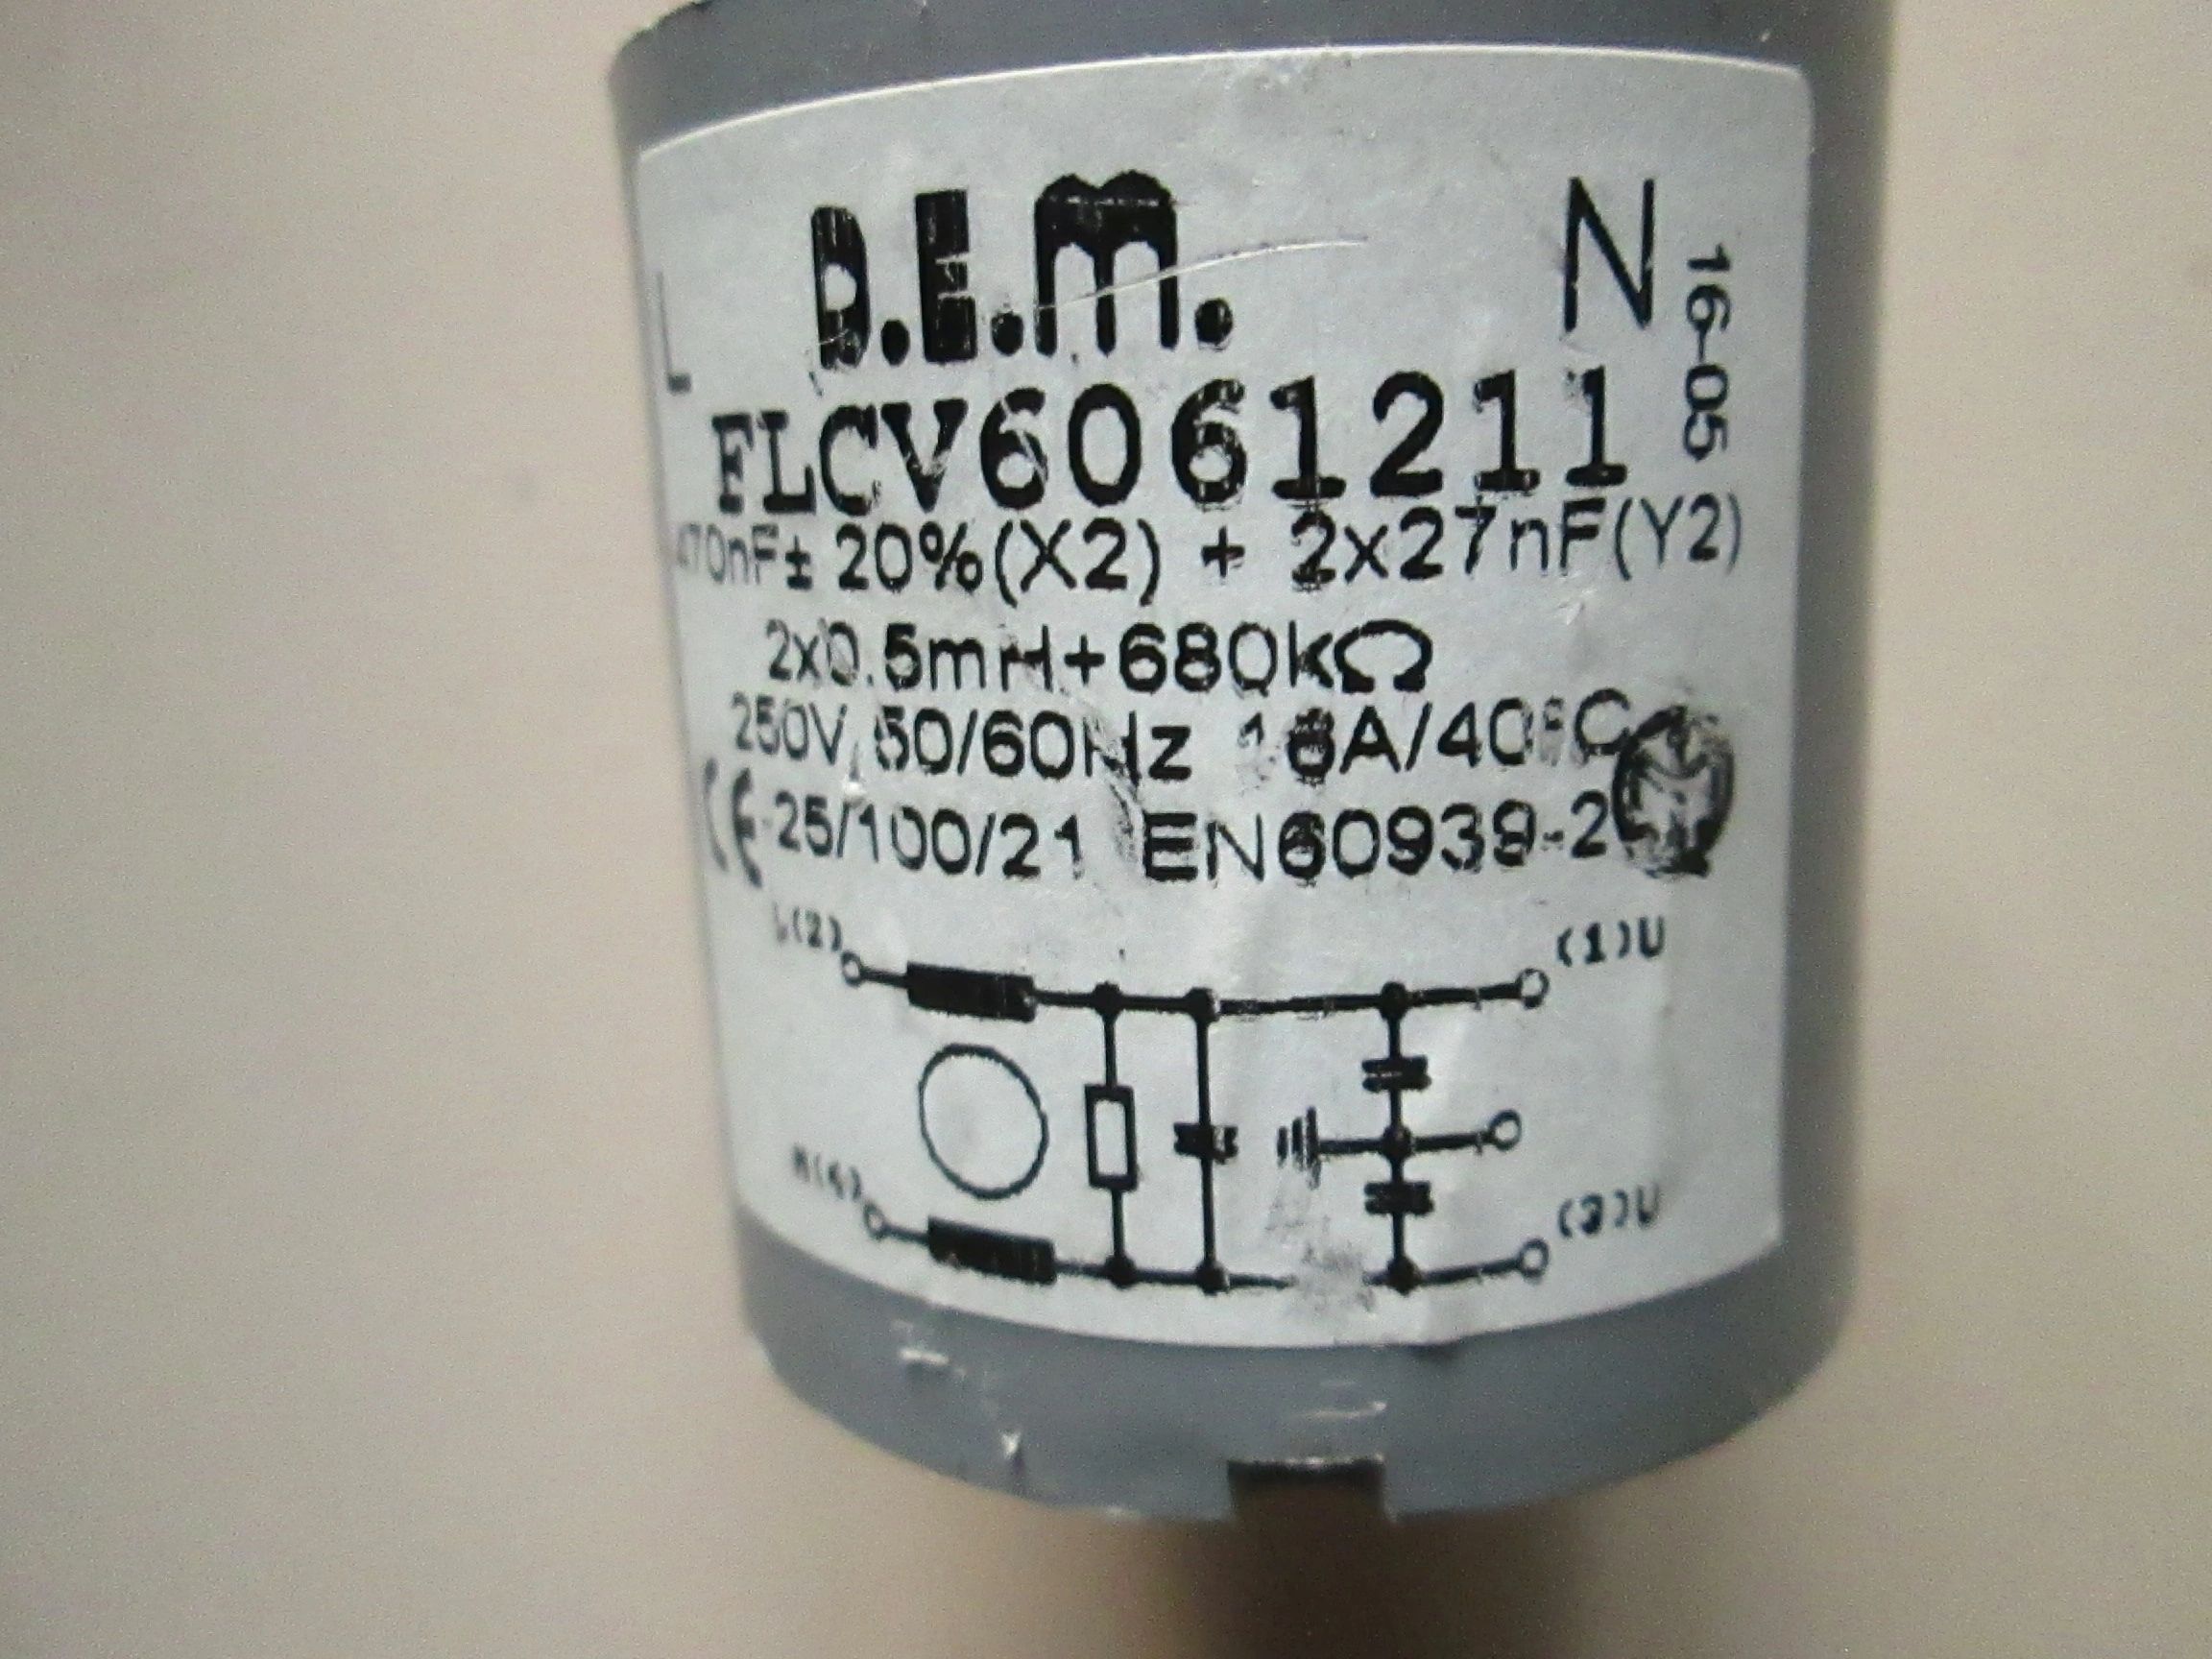 D.E.m.
L
N
16-05
FLCV6061211
470nF± 20%(X2) + 2x27nF(Y2)
2x0.5mH+680kΩ
250V 50/60Hz 16A/40°C
CE 25/100/21 EN60939-2
L(2)
(1)U
N(4)
(3)U